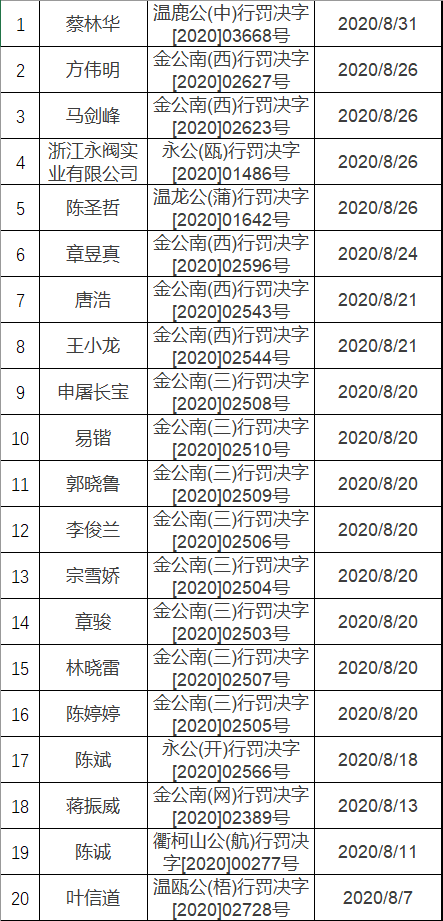 1 蔡林华 温鹿公(中)行罚决字 2020/8/31
[2020]03668号
2 方伟明 金公南(西)行罚决字 2020/8/26
[2020]02627号
3 马剑峰 金公南(西)行罚决字 2020/8/26
[2020]02623号
4 浙江永阀实 永公(瓯)行罚决字 2020/8/26
业有限公司 [2020]01486号
5 陈圣哲 温龙公(蒲)行罚决字 2020/8/26
[2020]01642号
6 章昱真 金公南(西)行罚决字 2020/8/24
[2020]02596号
7 唐浩 金公南(西)行罚决字 2020/8/21
[2020]02543号
8 王小龙 金公南(西)行罚决字 2020/8/21
[2020]02544号
9 申屠长宝 金公南(三)行罚决字 2020/8/20
[2020]02508号
10 易锴 金公南(三)行罚决字 2020/8/20
[2020]02510号
11 郭晓鲁 金公南(三)行罚决字 2020/8/20
[2020]02509号
12 李俊兰 金公南(三)行罚决字 2020/8/20
[2020]02506号
13 宗雪娇 金公南(三)行罚决字 2020/8/20
[2020]02504号
14 章骏 金公南(三)行罚决字 2020/8/20
[2020]02503号
15 林晓雷 金公南(三)行罚决字 2020/8/20
[2020]02507号
16 陈婷婷 金公南(三)行罚决字 2020/8/20
[2020]02505号
17 陈斌 永公(开)行罚决字 2020/8/18
[2020]02566号
18 蒋振威 金公南(网)行罚决字 2020/8/13
[2020]02389号
19 陈诚 衢柯山公(航)行罚决 2020/8/11
字[2020]00277号
20 叶信道 温瓯公(梧)行罚决字 2020/8/7
[2020]02728号